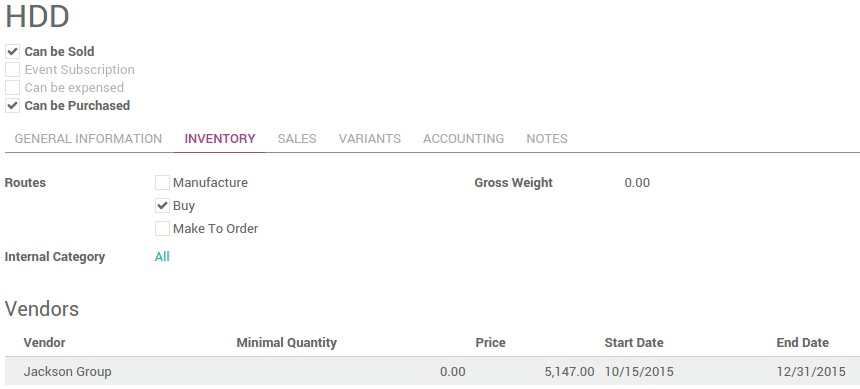 HDD
Can be Sold
Event Subscription
Can be expensed
Can be Purchased
GENERAL INFORMATION INVENTORY SALES VARIANTS ACCOUNTING NOTES
Routes Manufacture Gross Weight 0.00
Buy
Make To Order
Internal Category All
Vendors
Vendor Minimal Quantity Price Start Date End Date
Jackson Group 0.00 5,147.00 10/15/2015 12/31/2015